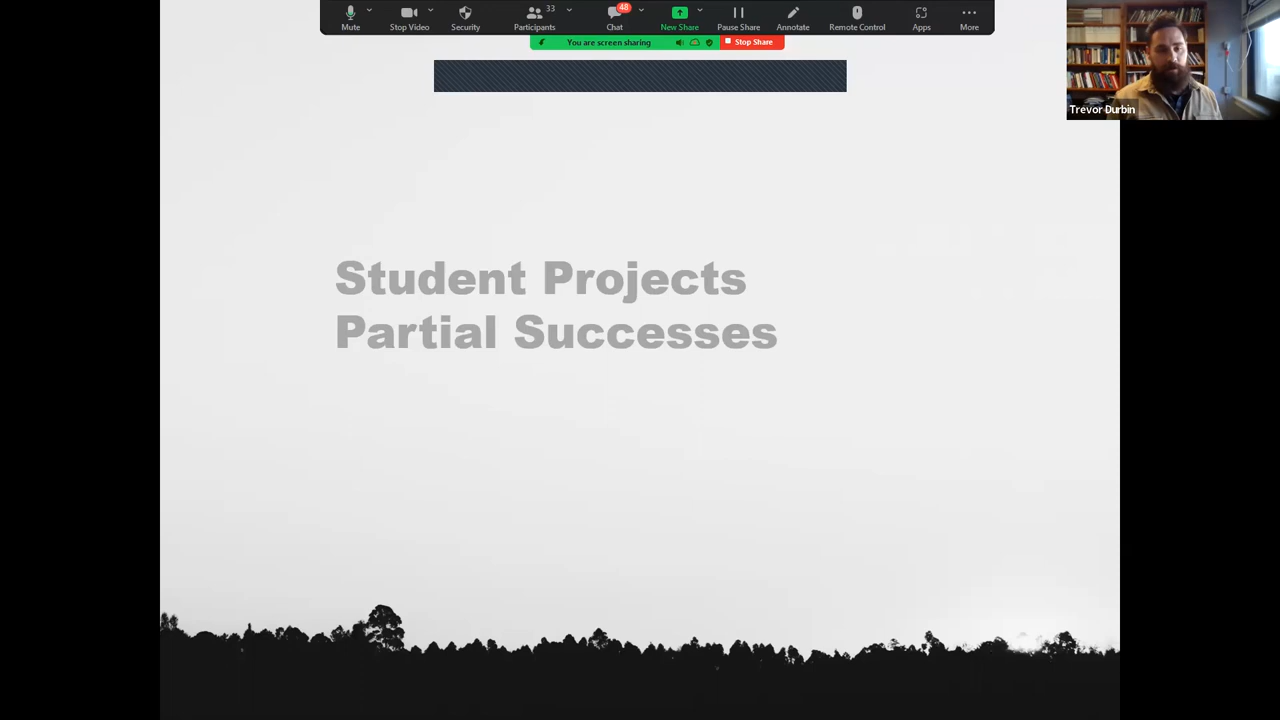 33
48
Mute
Stop Video
Security
Participants
Chat
New Share
Pause Share
Annotate
Remote Control
Apps
More
You are screen sharing
Stop Share
Trevor Durbin
Student Projects
Partial Successes